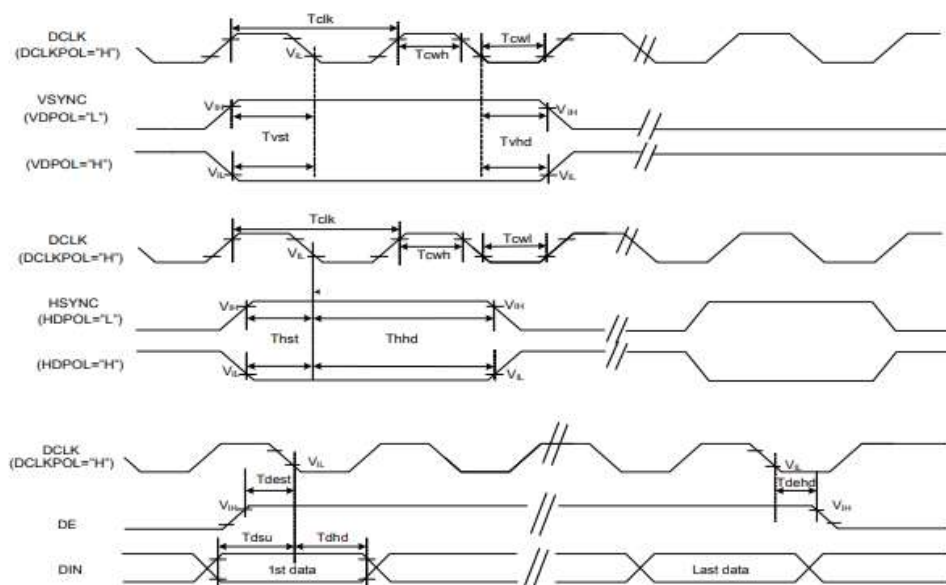 Tclk
DCLK
(DCLKPOL="H")
VIL
Tcwh
Tcwl
VSYNC
(VDPOL="L")
VIH
VIH
Tvst
Tvhd
(VDPOL="H")
VIL
VIL
Tclk
DCLK
(DCLKPOL="H")
VIL
Tcwh
Tcwl
HSYNC
(HDPOL="L")
VIH
VIH
Thst
Thhd
(HDPOL="H")
VIL
VIL
DCLK
(DCLKPOL="H")
VIL
VIL
Tdest
Tdehd
VIH
VIH
DE
Tdsu
Tdhd
DIN
1st data
Last data